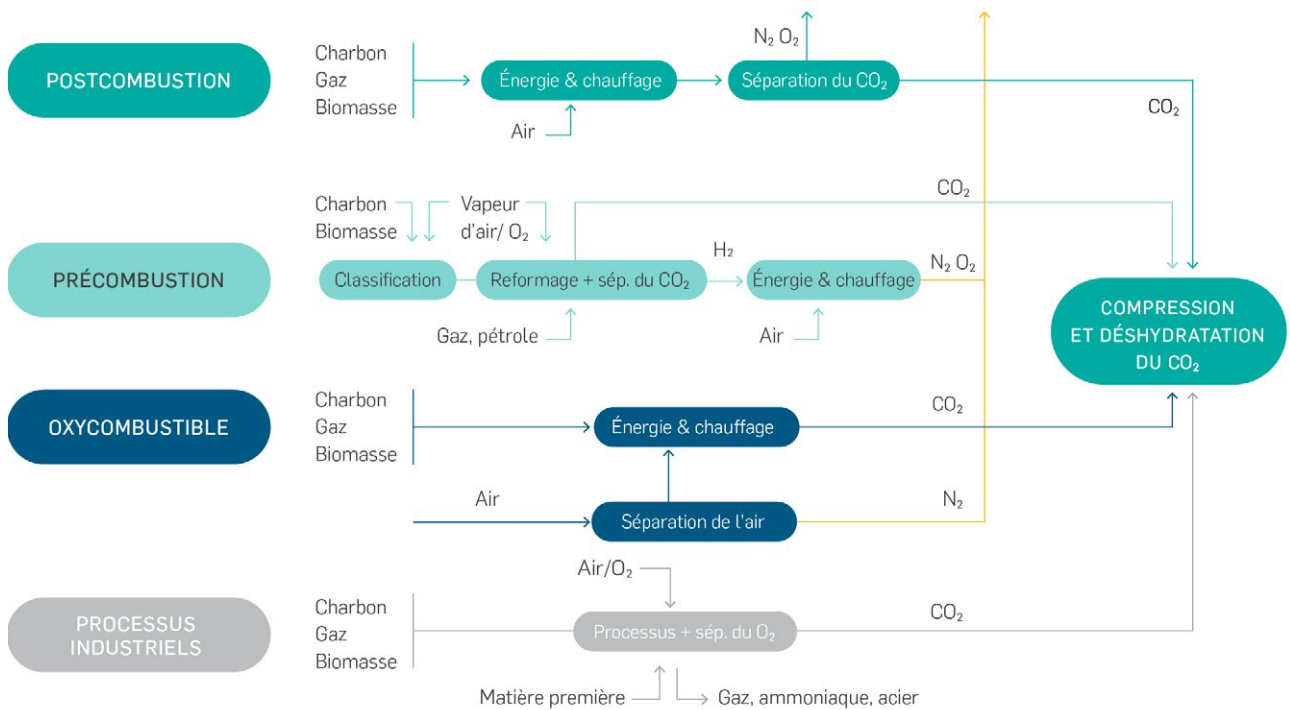 POSTCOMBUSTION
Charbon
Gaz
Biomasse
Énergie & chauffage
Air
Séparation du CO₂
N₂ O₂
CO₂
PRÉCOMBUSTION
Charbon
Biomasse
Vapeur
d'air/ O₂
Classification
Reformage + sép. du CO₂
Gaz, pétrole
H₂
Énergie & chauffage
Air
N₂ O₂
CO₂
COMPRESSION
ET DÉSHYDRATATION
DU CO₂
OXYCOMBUSTIBLE
Charbon
Gaz
Biomasse
Énergie & chauffage
CO₂
Air
Séparation de l'air
N₂
PROCESSUS
INDUSTRIELS
Charbon
Gaz
Biomasse
Air/O₂
Processus + sép. du O₂
CO₂
Matière première
Gaz, ammoniaque, acier